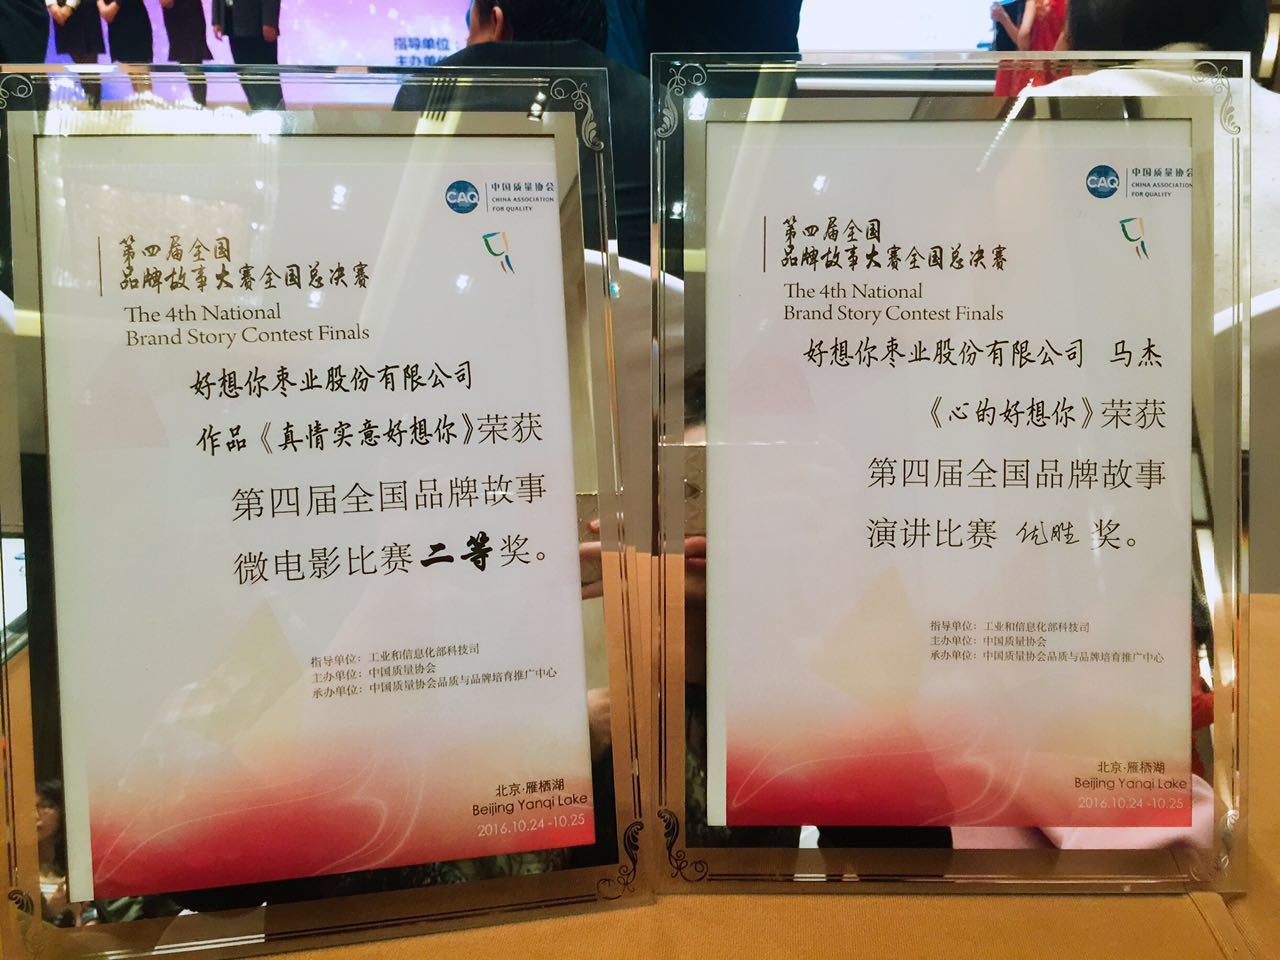 指导单位:
主办单
CAQ 中国质量协会
CHINA ASSOCIATION
FOR QUALITY
第四届全国
品牌故事大赛全国总决赛
The 4th National
Brand Story Contest Finals
好想你枣业股份有限公司
作品《真情实意好想你》荣获
第四届全国品牌故事
微电影比赛二等奖。
指导单位:工业和信息化部科技司
主办单位:中国质量协会
承办单位:中国质量协会品质与品牌培育推广中心
北京·雁栖湖
Beijing Yanqi Lake
2016.10.24-10.25
CAQ 中国质量协会
CHINA ASSOCIATION
FOR QUALITY
第四届全国
品牌故事大赛全国总决赛
The 4th National
Brand Story Contest Finals
好想你枣业股份有限公司 马杰
《心的好想你》荣获
第四届全国品牌故事
演讲比赛 优胜 奖。
指导单位:工业和信息化部科技司
主办单位:中国质量协会
承办单位:中国质量协会品质与品牌培育推广中心
北京·雁栖湖
Beijing Yanqi Lake
2016.10.24-10.25